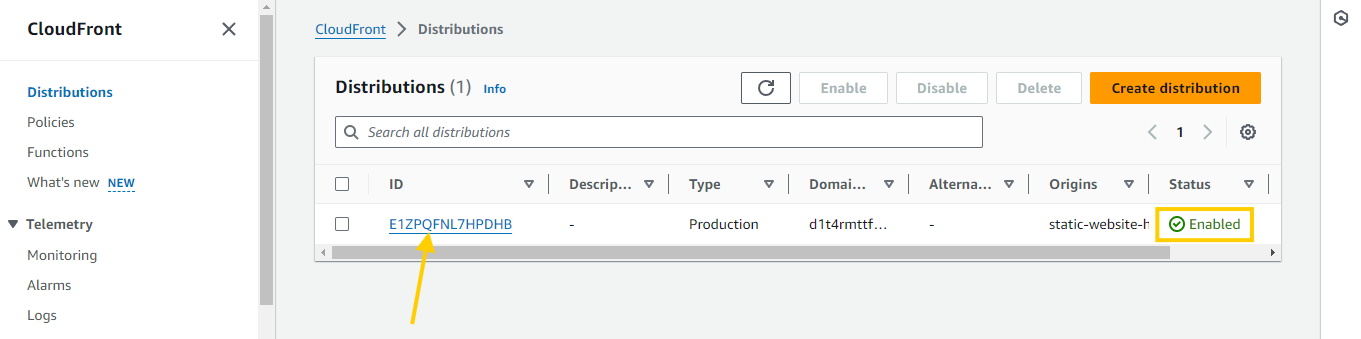 CloudFront
Distributions
Policies
Functions
What's new NEW
Telemetry
Monitoring
Alarms
Logs
CloudFront > Distributions
Distributions (1) Info
Enable
Disable
Delete
Create distribution
Search all distributions
1
ID Descrip... Type Domai... Alterna... Origins Status
E1ZPQFNL7HPDHB - Production d1t4rmttf... - static-website-h Enabled